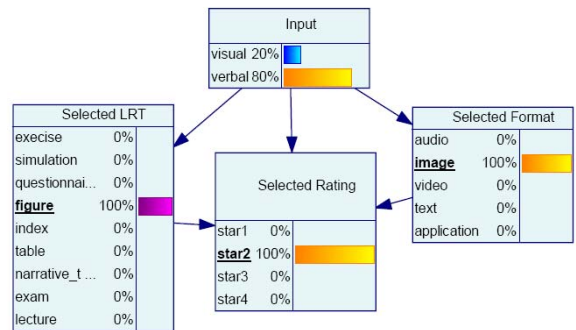 Input
visual 20%
verbal 80%
Selected LRT
execise 0%
simulation 0%
questionnai... 0%
figure 100%
index 0%
table 0%
narrative_t ... 0%
exam 0%
lecture 0%
Selected Rating
star1 0%
star2 100%
star3 0%
star4 0%
Selected Format
audio 0%
image 100%
video 0%
text 0%
application 0%